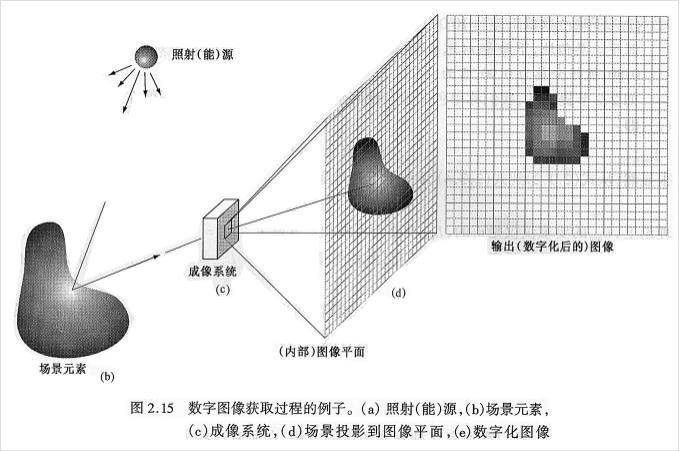 照射(能)源
输出(数字化后的)图像
成像系统
(c)
(d)
(内部)图像平面
场景元素
(b)
图 2.15 数字图像获取过程的例子。(a) 照射(能)源,(b)场景元素,
(c)成像系统,(d)场景投影到图像平面,(e)数字化图像